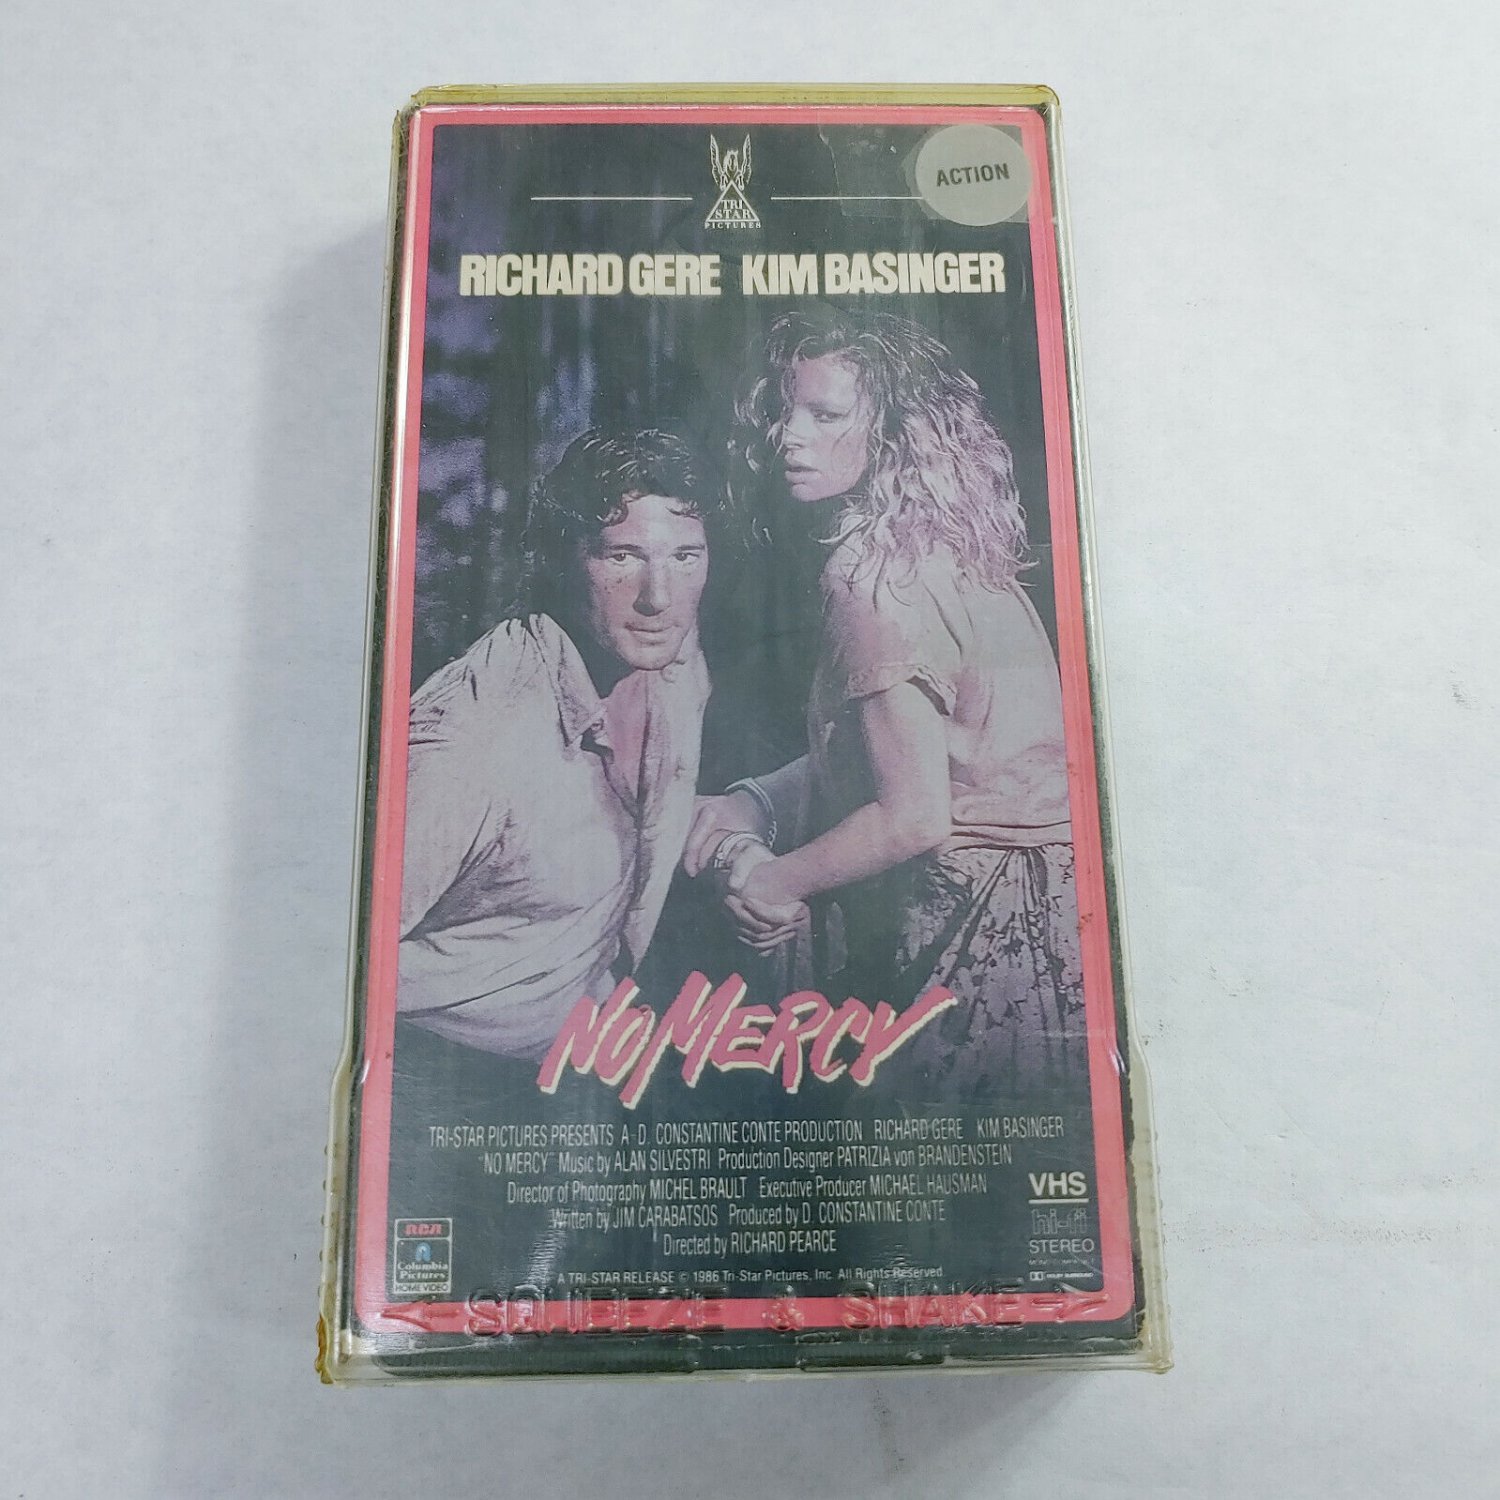 TRI
STAR
PICTURES
ACTION
RICHARD GERE KIM BASINGER
NO MERCY
TRI-STAR PICTURES PRESENTS A-D. CONSTANTINE CONTE PRODUCTION RICHARD GERE KIM BASINGER
"NO MERCY" Music by ALAN SILVESTRI Production Designer PATRIZIA von BRANDENSTEIN
Director of Photography MICHEL BRAULT Executive Producer MICHAEL HAUSMAN
Written by JIM CARABATSOS Produced by D. CONSTANTINE CONTE
Directed by RICHARD PEARCE
A TRI-STAR RELEASE © 1986 Tri-Star Pictures, Inc. All Rights Reserved
RCA
Columbia
Pictures
HOME VIDEO
VHS
hi-fi
STEREO
DOLBY SURROUND
SQUEEZE & SHAKE